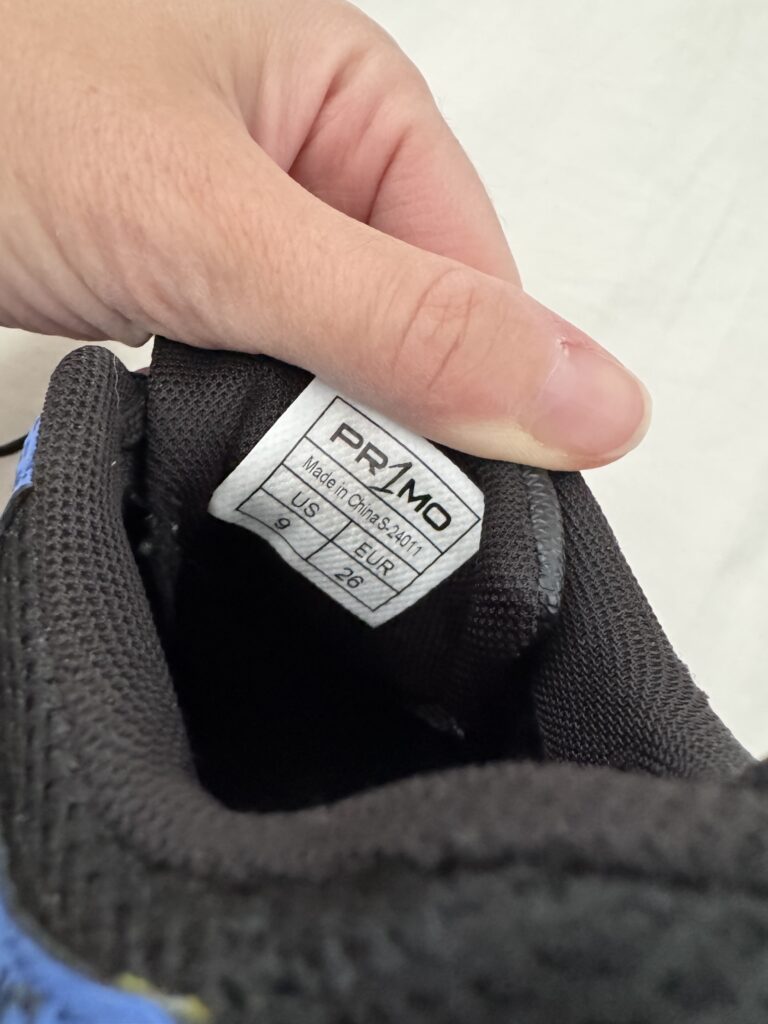 PR1MO
Made in China S-24011
US EUR
9 26